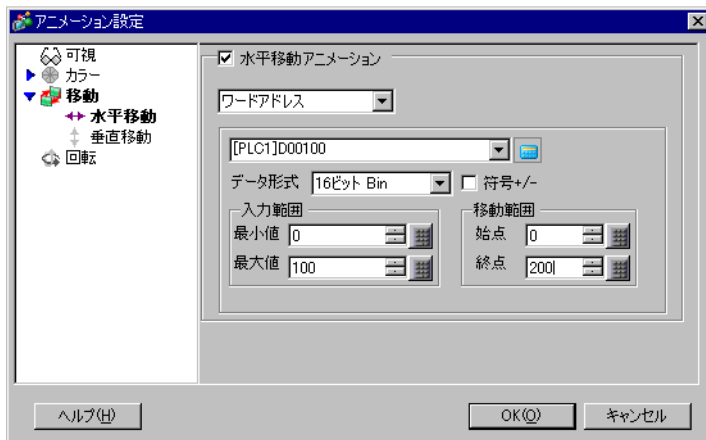 アニメーション設定
可視
カラー
移動
水平移動
垂直移動
回転
水平移動アニメーション
ワードアドレス
[PLC1]D00100
データ形式 16ビット Bin 符号+/-
入力範囲 移動範囲
最小値 0 始点 0
最大値 100 終点 200
ヘルプ(H) OK(O) キャンセル